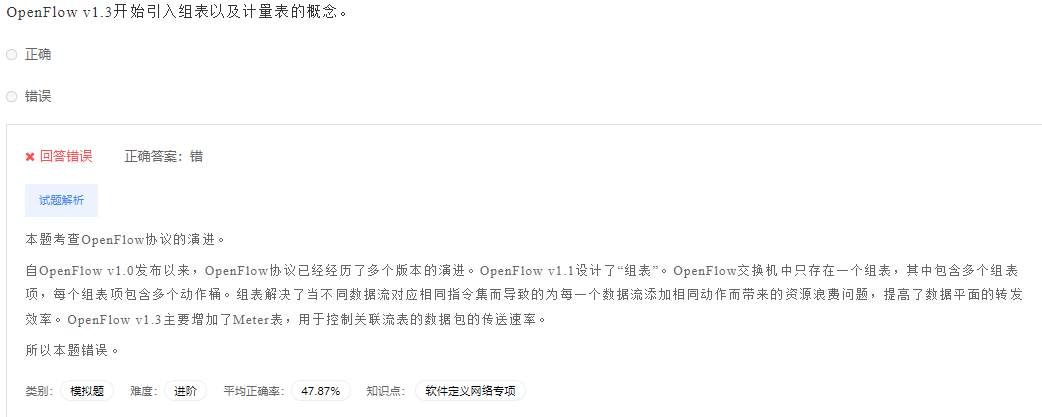 OpenFlow v1.3开始引入组表以及计量表的概念。
正确
错误
回答错误 正确答案：错
试题解析
本题考查OpenFlow协议的演进。
自OpenFlow v1.0发布以来，OpenFlow协议已经经历了多个版本的演进。OpenFlow v1.1设计了“组表”。OpenFlow交换机中只存在一个组表，其中包含多个组表
项，每个组表项包含多个动作桶。组表解决了当不同数据流对应相同指令集而导致的为每一个数据流添加相同动作而带来的资源浪费问题，提高了数据平面的转发
效率。OpenFlow v1.3主要增加了Meter表，用于控制关联流表的数据包的传送速率。
所以本题错误。
类别： 模拟题 难度： 进阶 平均正确率： 47.87% 知识点： 软件定义网络专项